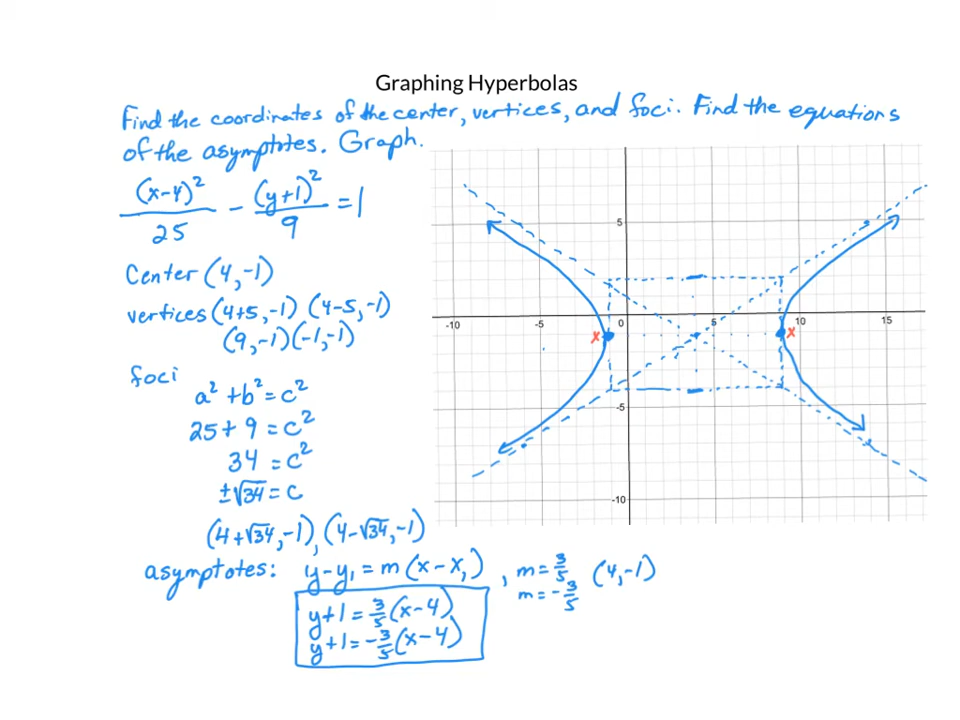 Graphing Hyperbolas
Find the coordinates of the center, vertices, and foci. Find the equations
of the asymptotes. Graph.
(x-4)²/25 - (y+1)²/9 = 1
Center (4,-1)
vertices (4+5,-1) (4-5,-1)
(9,-1)(-1,-1)
foci
a² + b² = c²
25 + 9 = c²
34 = c²
±√34 = c
(4+√34,-1), (4-√34,-1)
asymptotes: y-y₁ = m(x-x₁), m = 3/5 (4,-1)
m = -3/5
y+1 = 3/5(x-4)
y+1 = -3/5(x-4)
5
-10 -5 0 5 10 15
x x
-5
-10